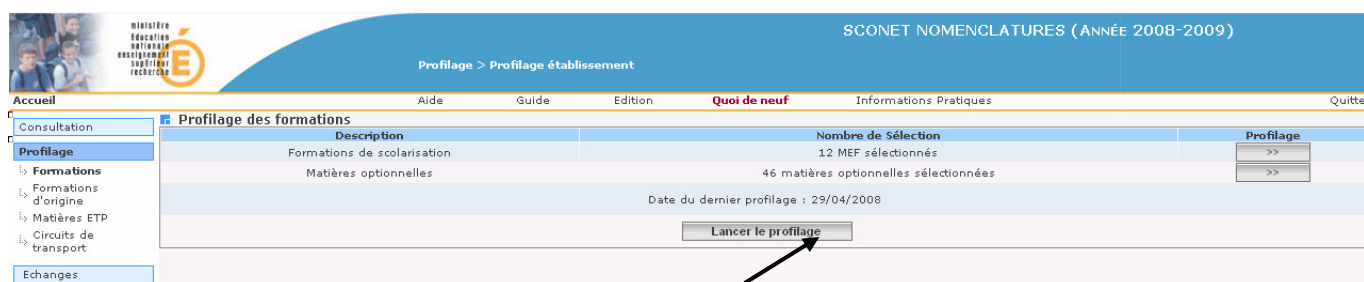 ministère
éducation
nationale
enseignement
supérieur
recherche
É
SCONET NOMENCLATURES (Année 2008-2009)
Profilage > Profilage établissement
Accueil Aide Guide Edition Quoi de neuf Informations Pratiques Quitte
Consultation
Profilage
Formations
Formations
d'origine
Matières ETP
Circuits de
transport
Echanges
Profilage des formations
Description Nombre de Sélection Profilage
Formations de scolarisation 12 MEF sélectionnés >>
Matières optionnelles 46 matières optionnelles sélectionnées >>
Date du dernier profilage : 29/04/2008
Lancer le profilage